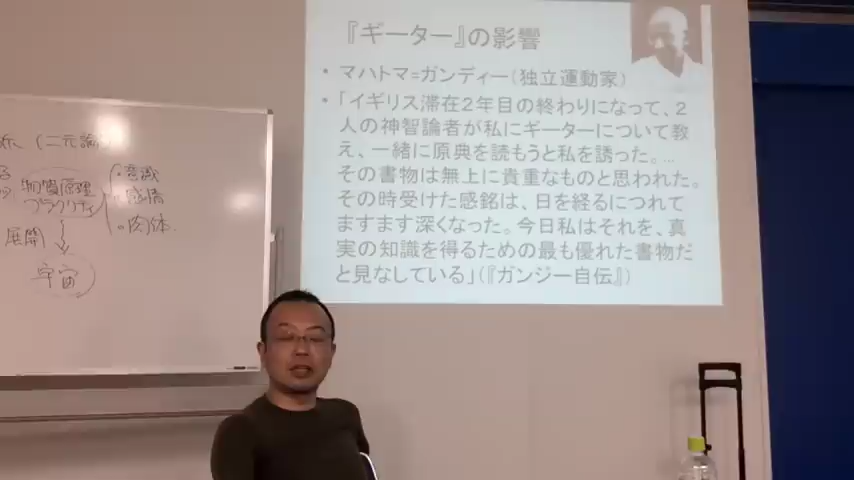 『ギーター』の影響
• マハトマ=ガンディー(独立運動家)
• 「イギリス滞在2年目の終わりになって、2
人の神智論者が私にギーターについて教
え、一緒に原典を読もうと私を誘った。…
その書物は無上に貴重なものと思われた。
その時受けた感銘は、日を経るにつれて
ますます深くなった。今日私はそれを、真
実の知識を得るための最も優れた書物だ
と見なしている」(『ガンジー自伝』)
(二元論)
物質原理
プラクリティ
・意識
・感情
・肉体
展開
宇宙